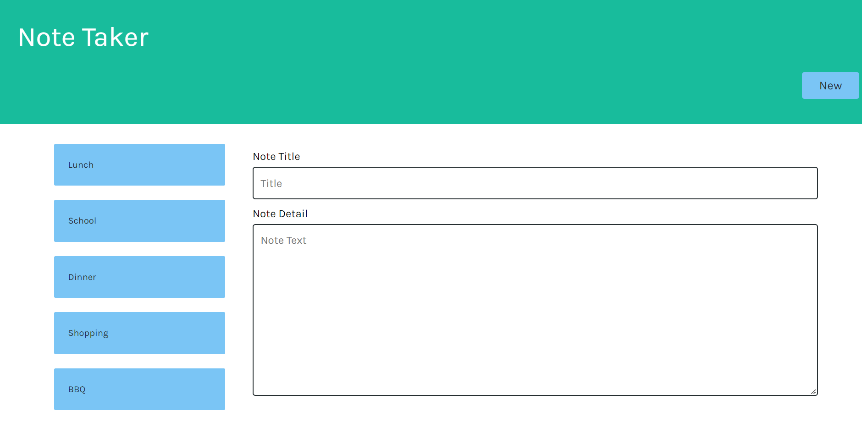 Note Taker
New
Lunch
School
Dinner
Shopping
BBQ
Note Title
Title
Note Detail
Note Text